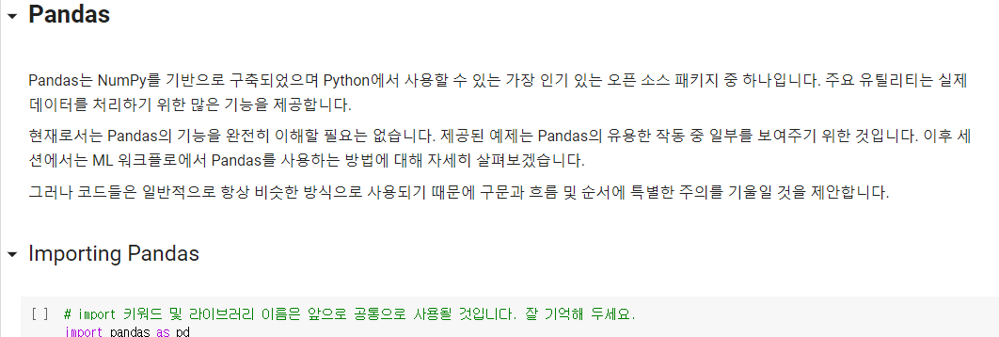 Pandas
Pandas는 NumPy를 기반으로 구축되었으며 Python에서 사용할 수 있는 가장 인기 있는 오픈 소스 패키지 중 하나입니다. 주요 유틸리티는 실제
데이터를 처리하기 위한 많은 기능을 제공합니다.
현재로서는 Pandas의 기능을 완전히 이해할 필요는 없습니다. 제공된 예제는 Pandas의 유용한 작동 중 일부를 보여주기 위한 것입니다. 이후 세
션에서는 ML 워크플로에서 Pandas를 사용하는 방법에 대해 자세히 살펴보겠습니다.
그러나 코드들은 일반적으로 항상 비슷한 방식으로 사용되기 때문에 구문과 흐름 및 순서에 특별한 주의를 기울일 것을 제안합니다.
Importing Pandas
[ ] # import 키워드 및 라이브러리 이름은 앞으로 공통으로 사용될 것입니다. 잘 기억해 두세요.
import pandas as pd